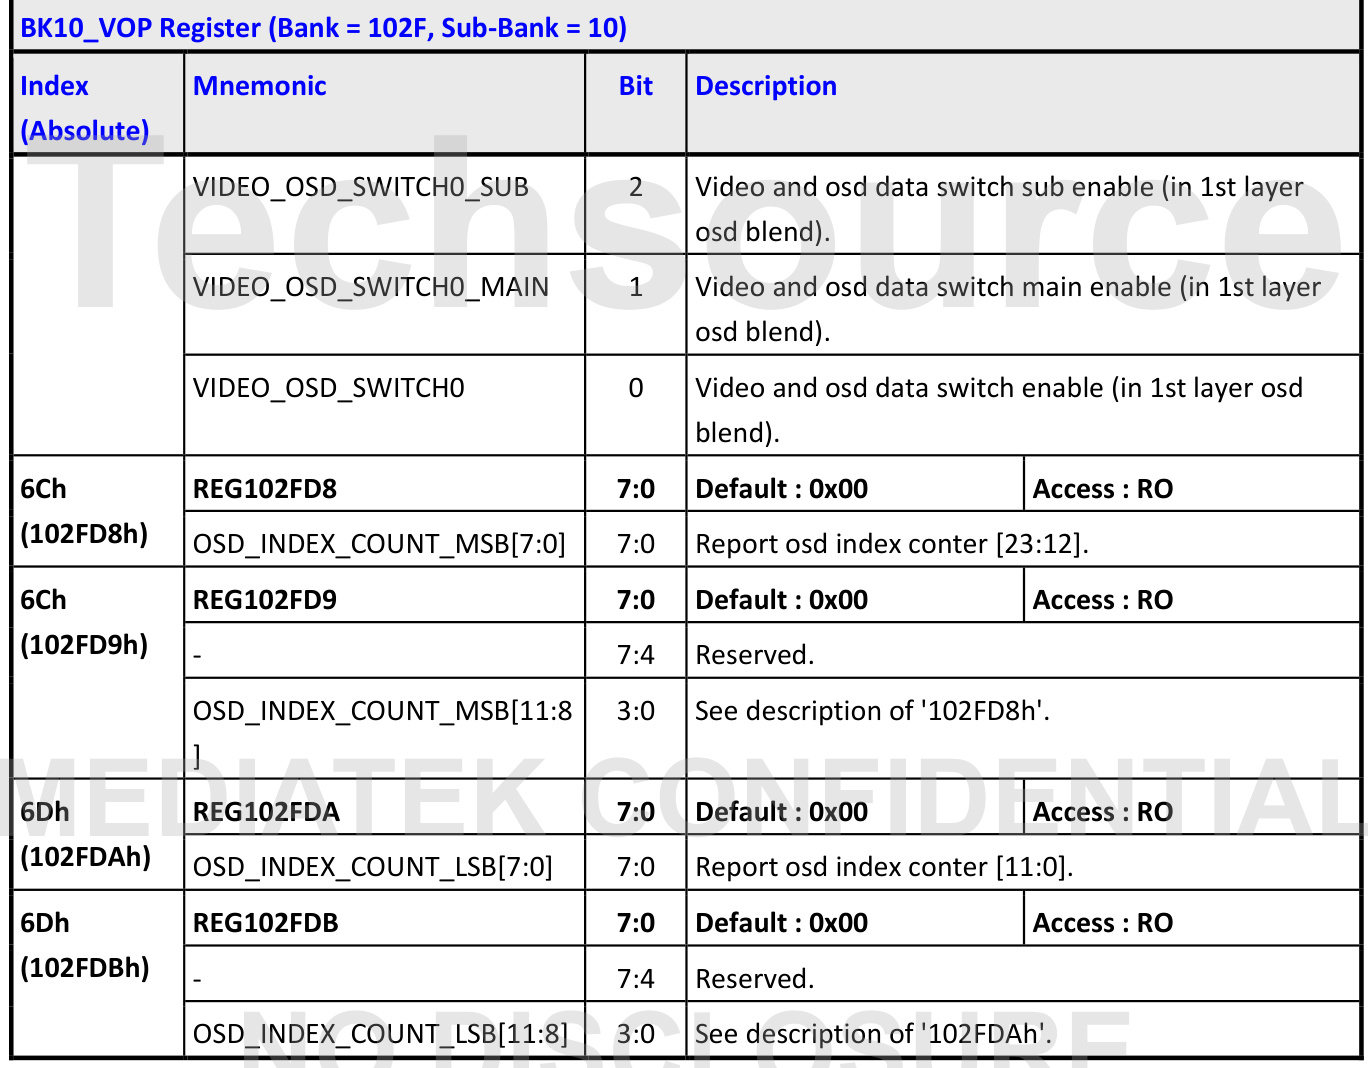 BK10_VOP Register (Bank = 102F, Sub-Bank = 10)
Index Mnemonic Bit Description
(Absolute)
Techsource
VIDEO_OSD_SWITCH0_SUB 2 Video and osd data switch sub enable (in 1st layer
osd blend).
VIDEO_OSD_SWITCH0_MAIN 1 Video and osd data switch main enable (in 1st layer
osd blend).
VIDEO_OSD_SWITCH0 0 Video and osd data switch enable (in 1st layer osd
blend).
6Ch REG102FD8 7:0 Default : 0x00 Access : RO
(102FD8h)
OSD_INDEX_COUNT_MSB[7:0] 7:0 Report osd index conter [23:12].
6Ch REG102FD9 7:0 Default : 0x00 Access : RO
(102FD9h)
- 7:4 Reserved.
OSD_INDEX_COUNT_MSB[11:8 3:0 See description of '102FD8h'.
]
MEDIATEK CONFIDENTIAL
6Dh REG102FDA 7:0 Default : 0x00 Access : RO
(102FDAh)
OSD_INDEX_COUNT_LSB[7:0] 7:0 Report osd index conter [11:0].
6Dh REG102FDB 7:0 Default : 0x00 Access : RO
(102FDBh)
- 7:4 Reserved.
OSD_INDEX_COUNT_LSB[11:8] 3:0 See description of '102FDAh'.
NO DISCLOSURE